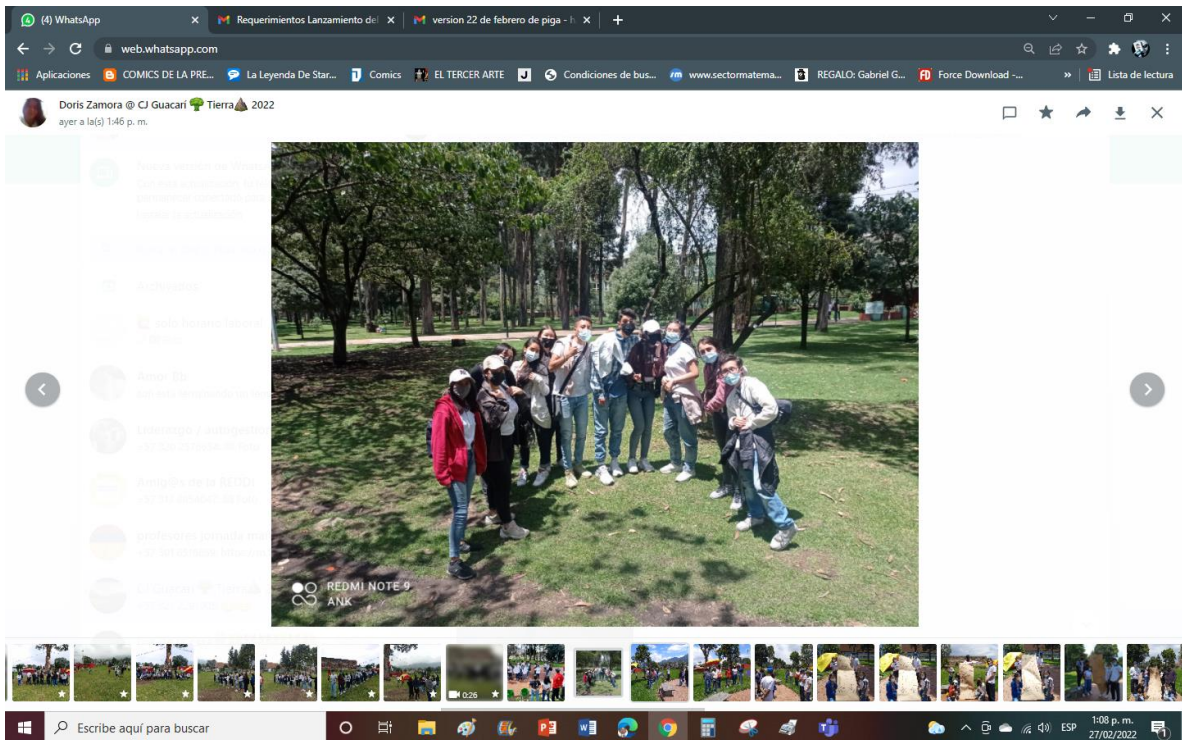 (4) WhatsApp
Requerimientos Lanzamiento del
version 22 de febrero de piga - h
web.whatsapp.com
Aplicaciones
COMICS DE LA PRE...
La Leyenda De Star...
Comics
EL TERCER ARTE
J
Condiciones de bus...
www.sectormatema...
REGALO: Gabriel G...
Force Download -...
»
Lista de lectura
Doris Zamora @ CJ Guacarí 🌳 Tierra⛰ 2022
ayer a la(s) 1:46 p. m.
Archivados
REDMI NOTE 9
ANK
0:26
Escribe aquí para buscar
ESP
1:08 p. m.
27/02/2022